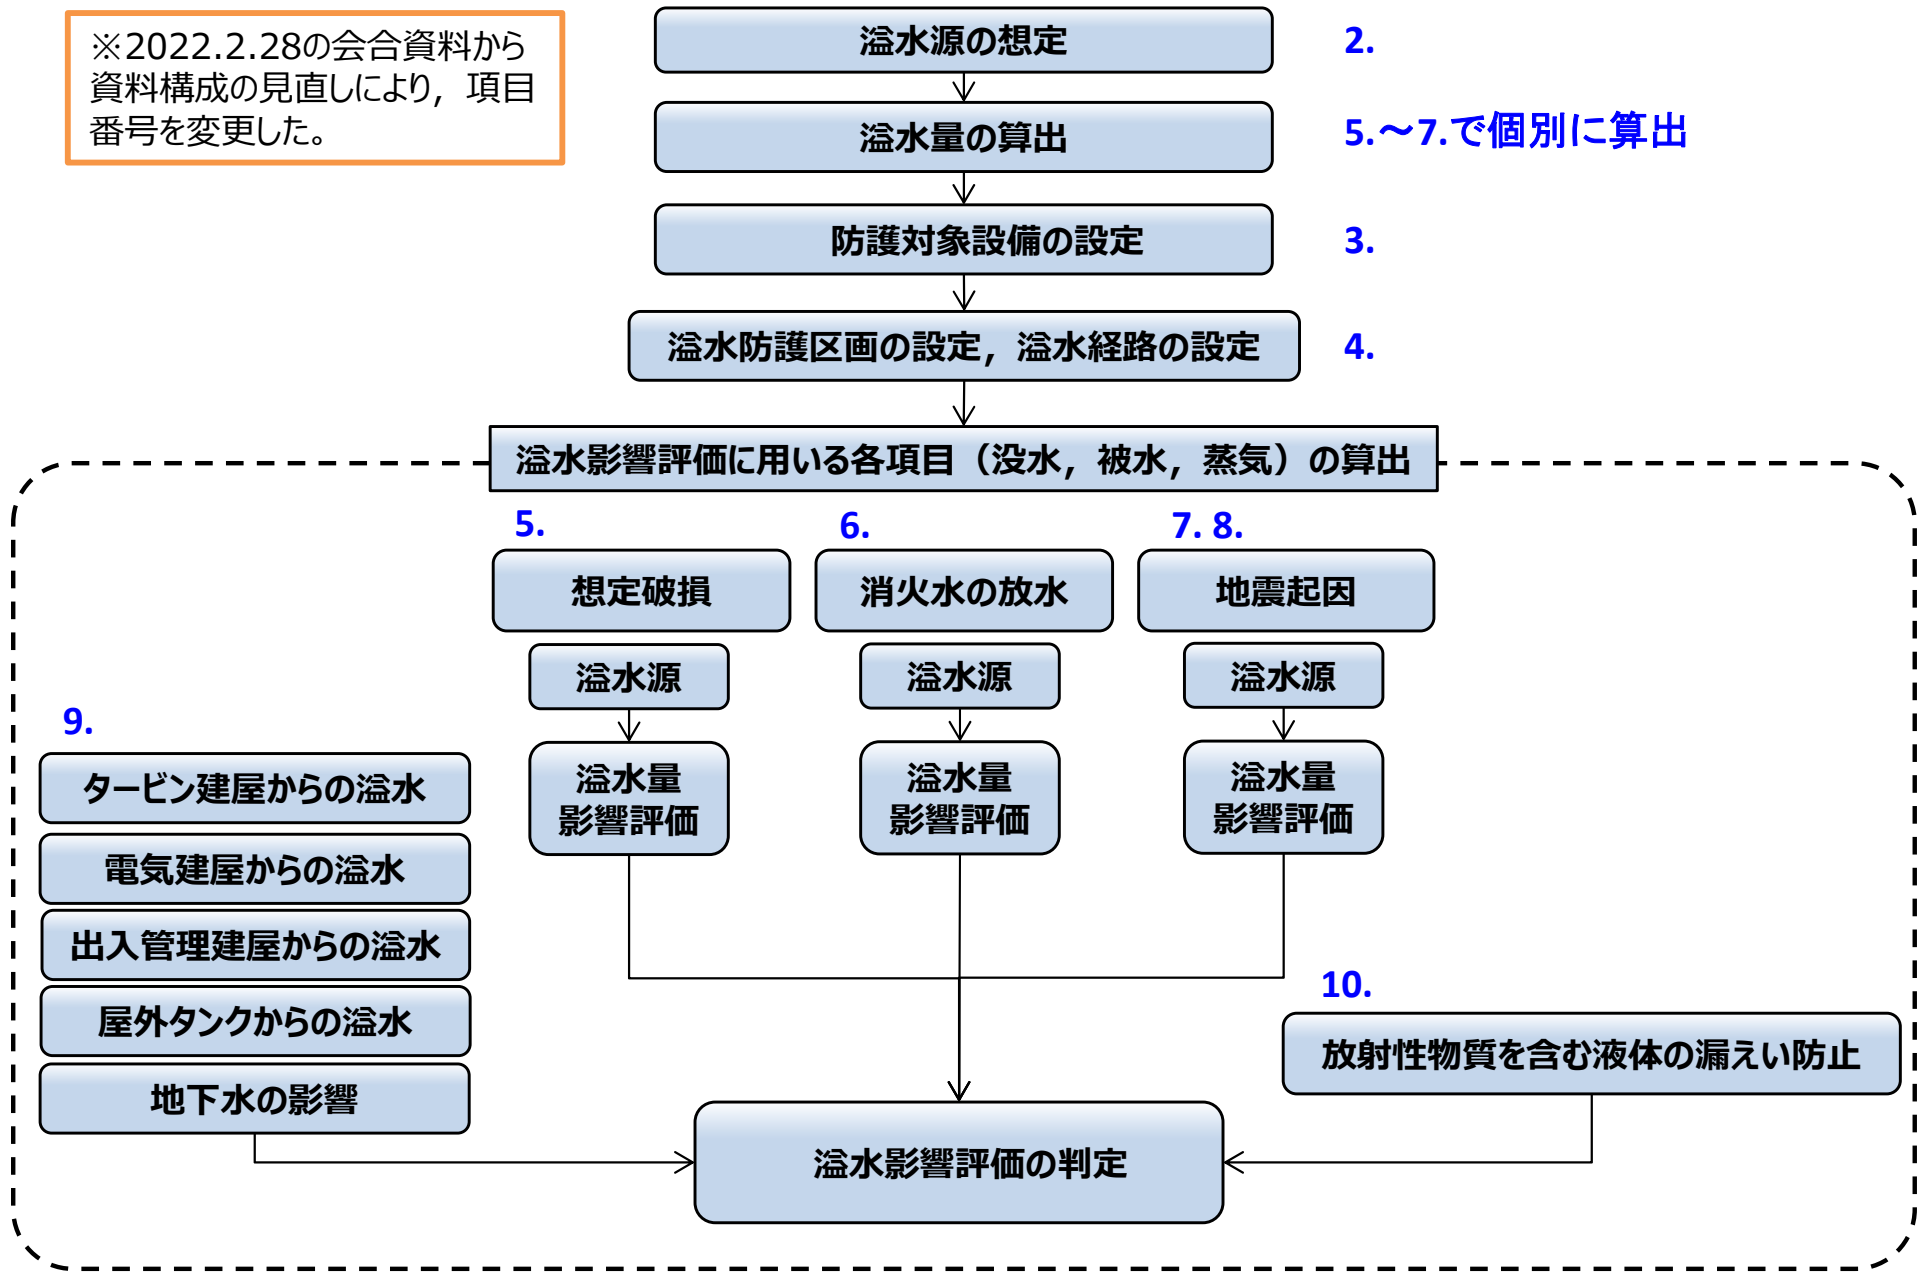 ※2022.2.28の会合資料から
資料構成の見直しにより，項目
番号を変更した。
溢水源の想定
2.
溢水量の算出
5.～7.で個別に算出
防護対象設備の設定
3.
溢水防護区画の設定，溢水経路の設定
4.
溢水影響評価に用いる各項目（没水，被水，蒸気）の算出
5.
想定破損
溢水源
溢水量
影響評価
6.
消火水の放水
溢水源
溢水量
影響評価
7. 8.
地震起因
溢水源
溢水量
影響評価
9.
タービン建屋からの溢水
電気建屋からの溢水
出入管理建屋からの溢水
屋外タンクからの溢水
地下水の影響
10.
放射性物質を含む液体の漏えい防止
溢水影響評価の判定